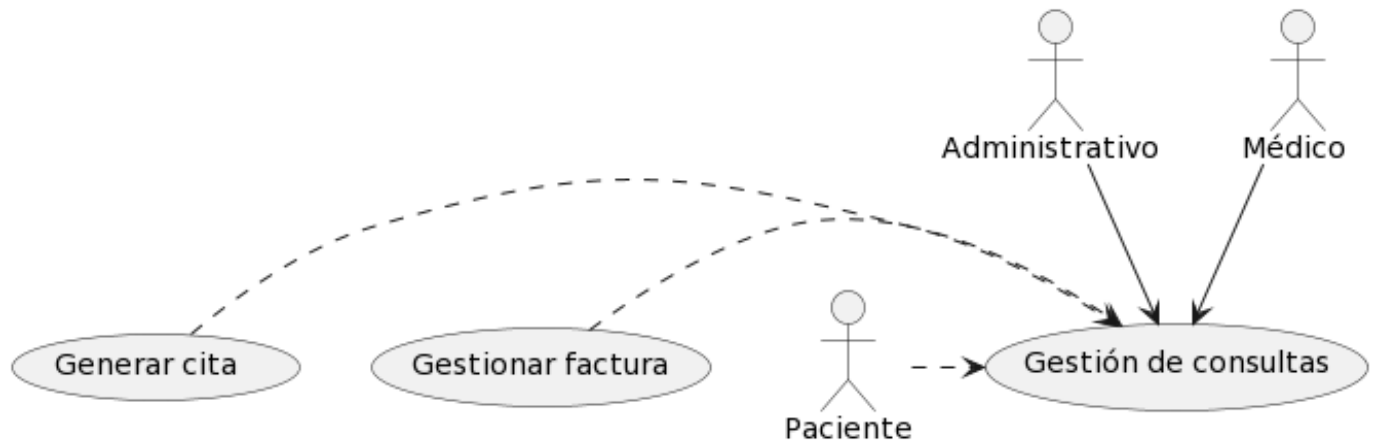 Administrativo
Médico
Generar cita
Gestionar factura
Paciente
Gestión de consultas